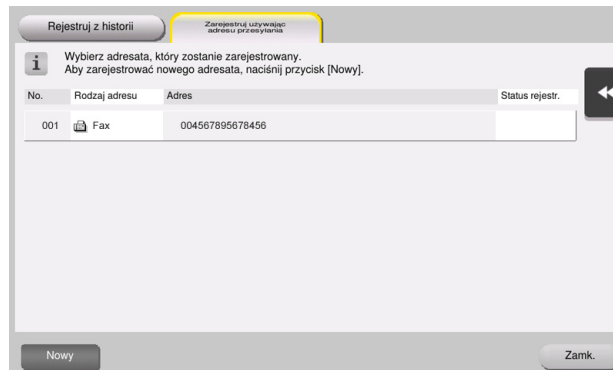 Rejestruj z historii
Zarejestruj używając
adresu przesyłania
Wybierz adresata, który zostanie zarejestrowany.
Aby zarejestrować nowego adresata, naciśnij przycisk [Nowy].
No. Rodzaj adresu Adres Status rejestr.
001 Fax 004567895678456
Nowy Zamk.